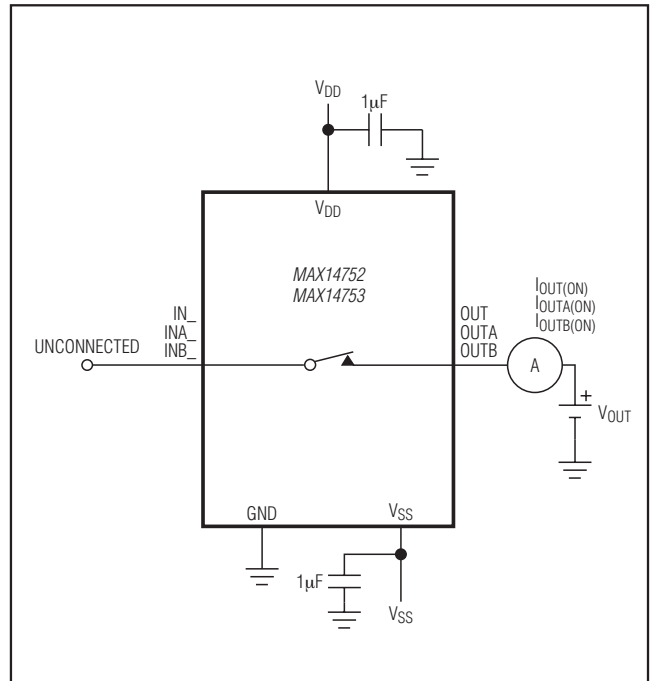 VDD
1µF
VDD
MAX14752
MAX14753
IN_
INA_
INB_
UNCONNECTED
OUT
OUTA
OUTB
IOUT(ON)
IOUTA(ON)
IOUTB(ON)
A
+
VOUT
GND
VSS
1µF
VSS